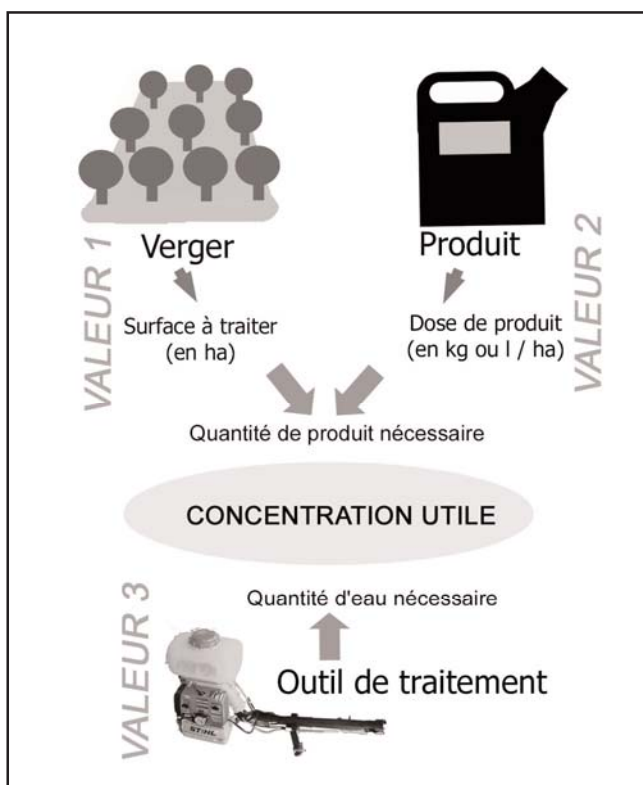 VALEUR 1
Verger
Surface à traiter
(en ha)
Produit
VALEUR 2
Dose de produit
(en kg ou l / ha)
Quantité de produit nécessaire
CONCENTRATION UTILE
VALEUR 3
Quantité d'eau nécessaire
Outil de traitement
STIHL